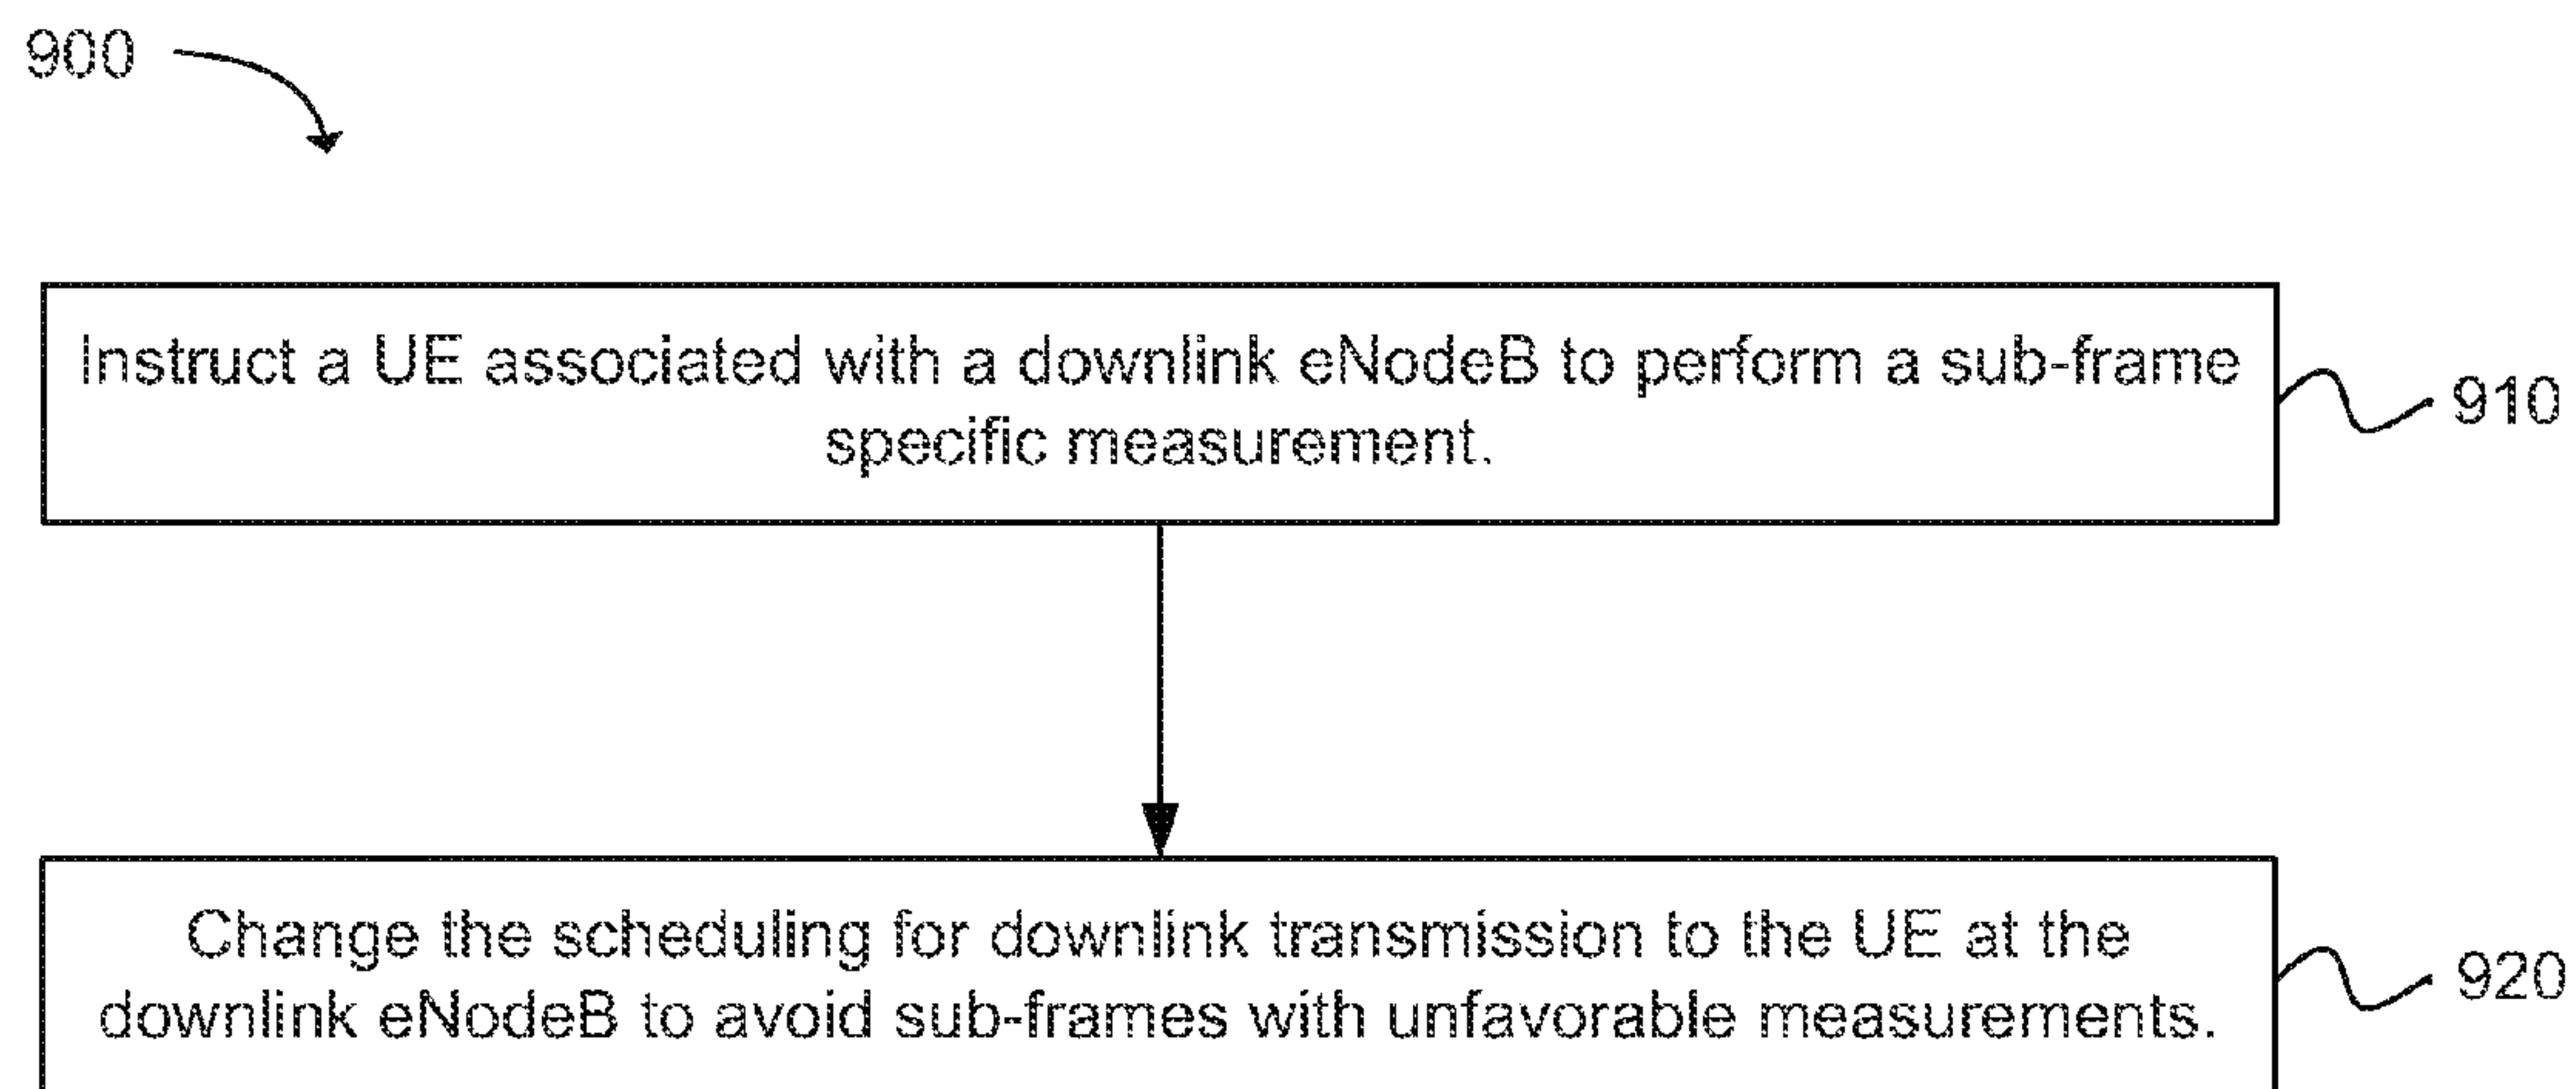 900
Instruct a UE associated with a downlink eNodeB to perform a sub-frame
specific measurement.
910
Change the scheduling for downlink transmission to the UE at the
downlink eNodeB to avoid sub-frames with unfavorable measurements.
920